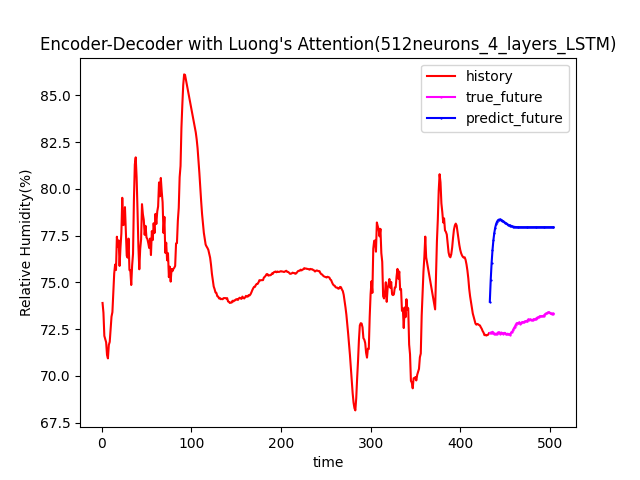 Encoder-Decoder with Luong's Attention(512neurons_4_layers_LSTM)
history
true_future
predict_future
Relative Humidity(%)
85.0
82.5
80.0
77.5
75.0
72.5
70.0
67.5
0 100 200 300 400 500
time